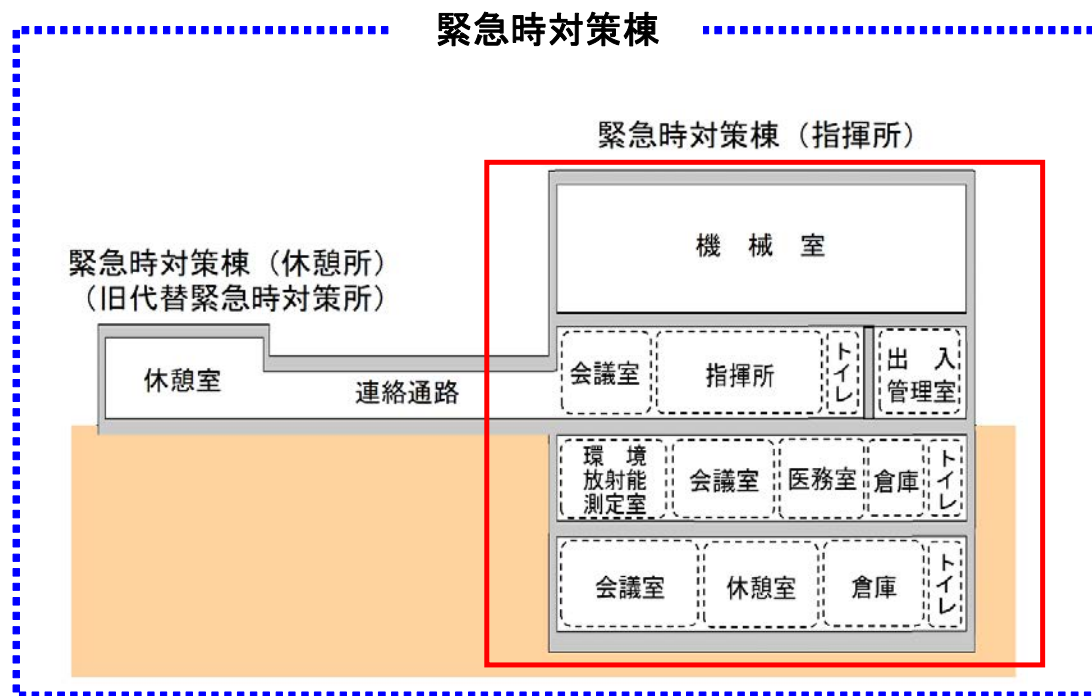 緊急時対策棟
緊急時対策棟（指揮所）
機 械 室
緊急時対策棟（休憩所）
（旧代替緊急時対策所）
休憩室
連絡通路
会議室
指揮所
トイレ
出 入
管理室
環 境
放射能
測定室
会議室
医務室
倉庫
トイレ
会議室
休憩室
倉庫
トイレ